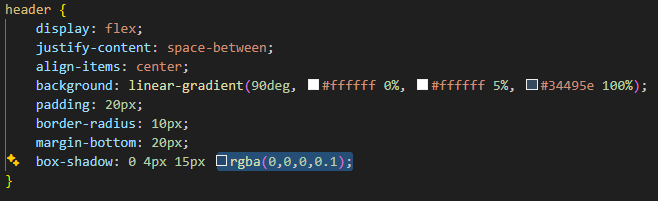 header {
display: flex;
justify-content: space-between;
align-items: center;
background: linear-gradient(90deg, #ffffff 0%, #ffffff 5%, #34495e 100%);
padding: 20px;
border-radius: 10px;
margin-bottom: 20px;
box-shadow: 0 4px 15px rgba(0,0,0,0.1);
}